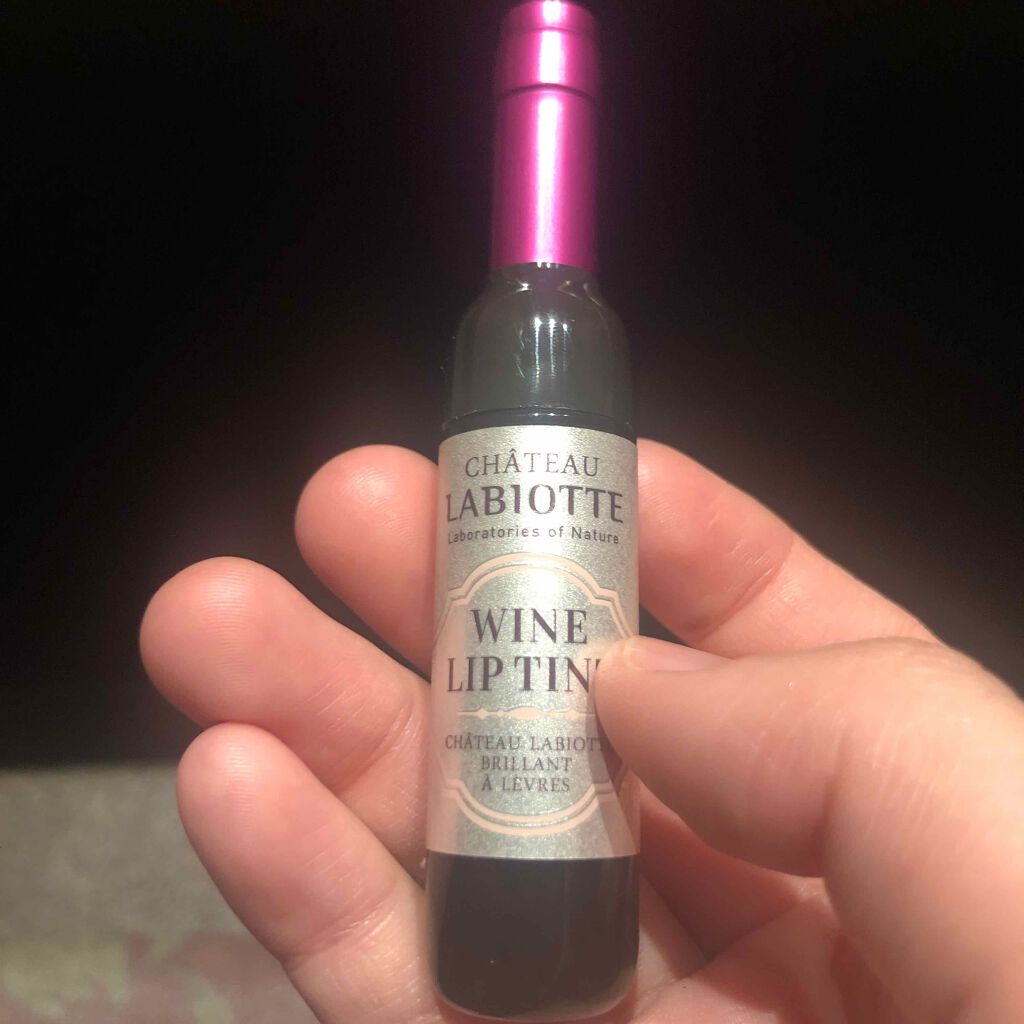 CHÂTEAU
LABIOTTE
Laboratories of Nature
WINE
LIP TIN
CHÂTEAU LABIOTT
BRILLANT
À LÈVRES